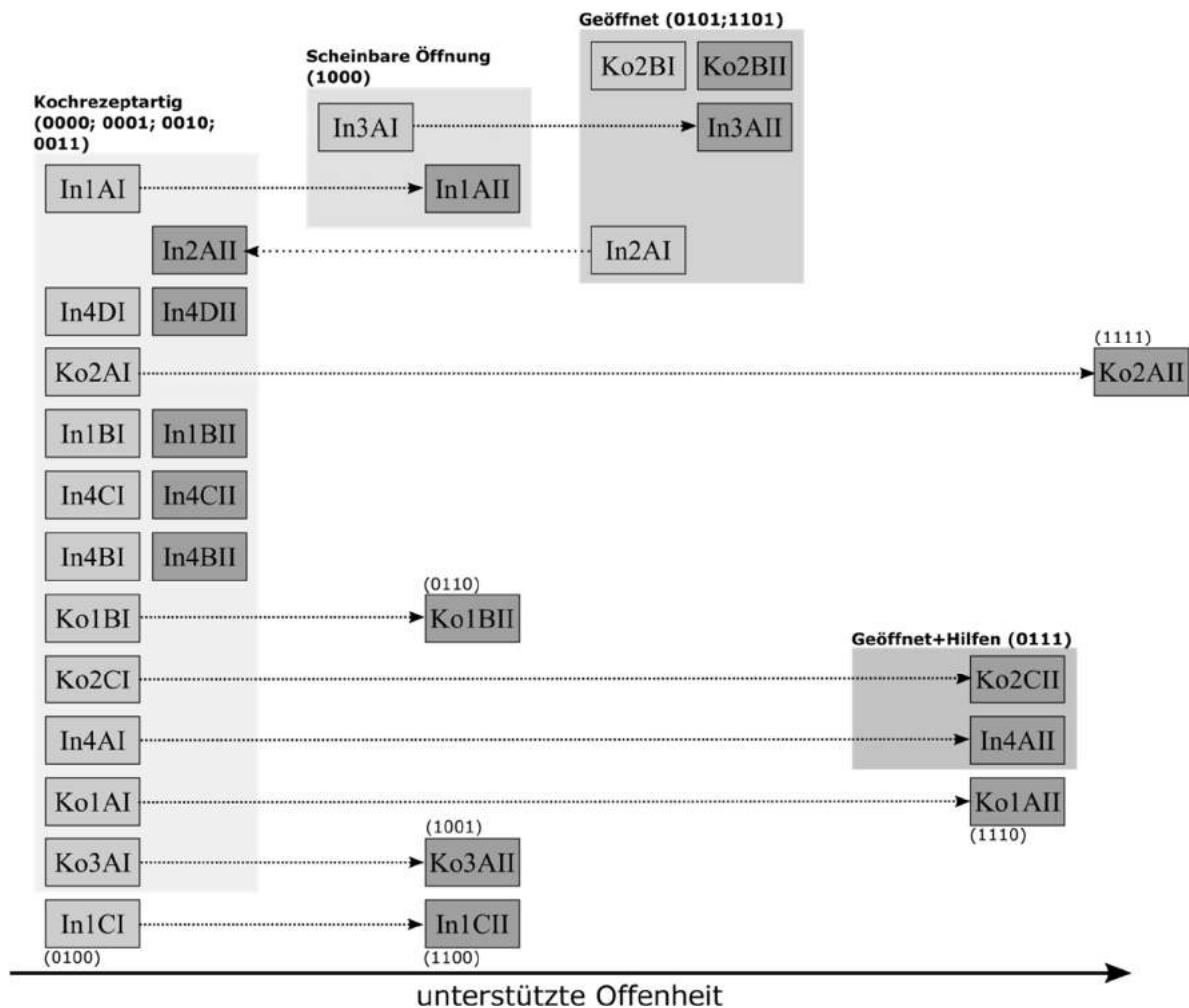 Geöffnet (0101;1101)
Ko2BI Ko2BII
Scheinbare Öffnung
(1000)
Kochrezeptartig
(0000; 0001; 0010;
0011)
In3AI In3AII
In1AI In1AII
In2AII In2AI
In4DI In4DII
(1111)
Ko2AI Ko2AII
In1BI In1BII
In4CI In4CII
In4BI In4BII
(0110)
Ko1BI Ko1BII
Geöffnet+Hilfen (0111)
Ko2CI Ko2CII
In4AI In4AII
Ko1AI Ko1AII
(1001) (1110)
Ko3AI Ko3AII
In1CI In1CII
(0100) (1100)
unterstützte Offenheit